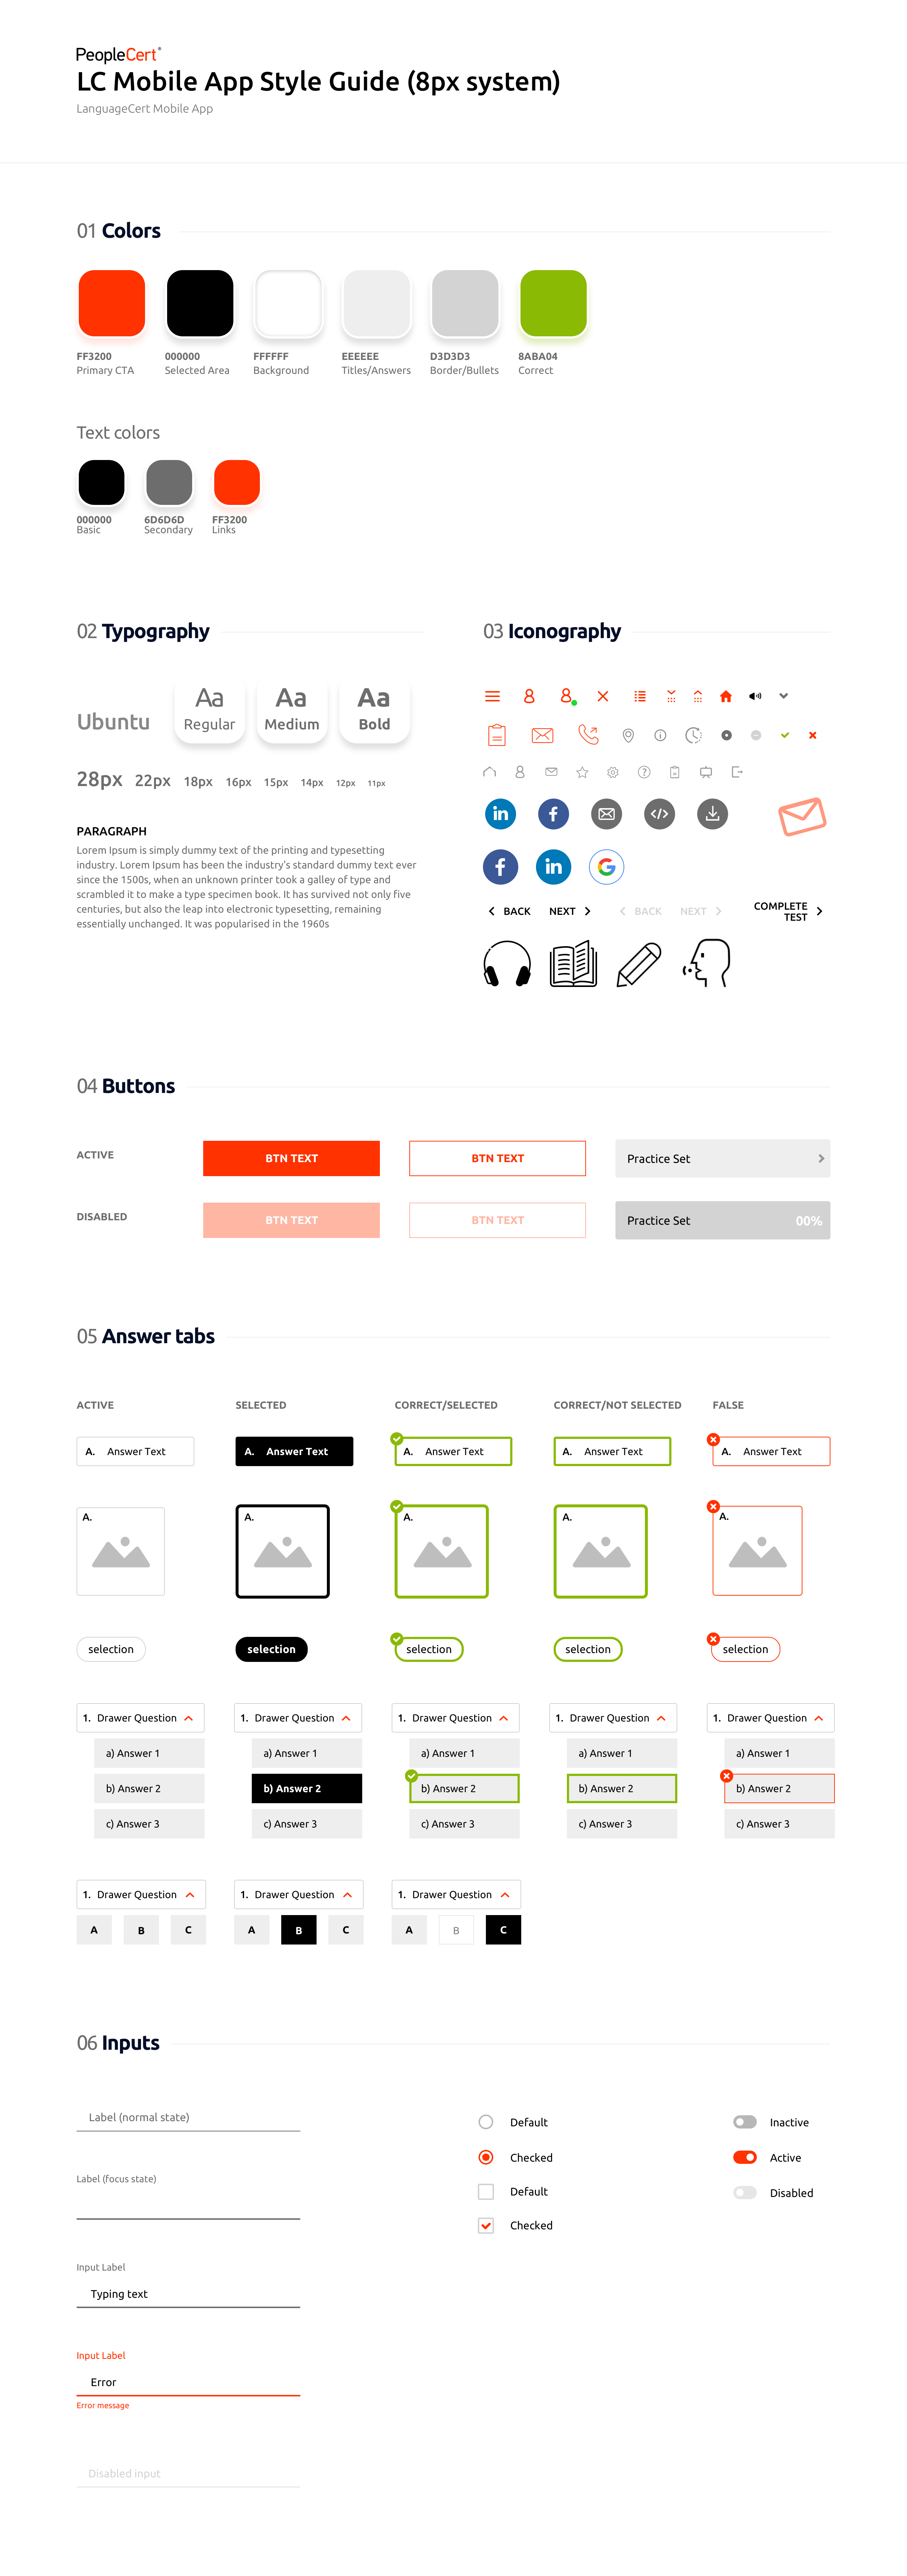 PeopleCert®
LC Mobile App Style Guide (8px system)
LanguageCert Mobile App
01 Colors
FF3200 000000 FFFFFF EEEEEE D3D3D3 8ABA04
Primary CTA Selected Area Background Titles/Answers Border/Bullets Correct
Text colors
000000 6D6D6D FF3200
Basic Secondary Links
02 Typography
Ubuntu
Aa Aa Aa
Regular Medium Bold
28px 22px 18px 16px 15px 14px 12px 11px
PARAGRAPH
Lorem Ipsum is simply dummy text of the printing and typesetting
industry. Lorem Ipsum has been the industry's standard dummy text ever
since the 1500s, when an unknown printer took a galley of type and
scrambled it to make a type specimen book. It has survived not only five
centuries, but also the leap into electronic typesetting, remaining
essentially unchanged. It was popularised in the 1960s
03 Iconography
in f </>
f in G
BACK NEXT BACK NEXT COMPLETE
TEST
04 Buttons
ACTIVE BTN TEXT BTN TEXT Practice Set
DISABLED BTN TEXT BTN TEXT Practice Set 00%
05 Answer tabs
ACTIVE SELECTED CORRECT/SELECTED CORRECT/NOT SELECTED FALSE
A. Answer Text A. Answer Text A. Answer Text A. Answer Text A. Answer Text
A. A. A. A. A.
selection selection selection selection selection
1. Drawer Question 1. Drawer Question 1. Drawer Question 1. Drawer Question 1. Drawer Question
a) Answer 1 a) Answer 1 a) Answer 1 a) Answer 1 a) Answer 1
b) Answer 2 b) Answer 2 b) Answer 2 b) Answer 2 b) Answer 2
c) Answer 3 c) Answer 3 c) Answer 3 c) Answer 3 c) Answer 3
1. Drawer Question 1. Drawer Question 1. Drawer Question
A B C A B C A B C
06 Inputs
Label (normal state)
Label (focus state)
Input Label
Typing text
Input Label
Error
Error message
Disabled input
Default
Checked
Default
Checked
Inactive
Active
Disabled